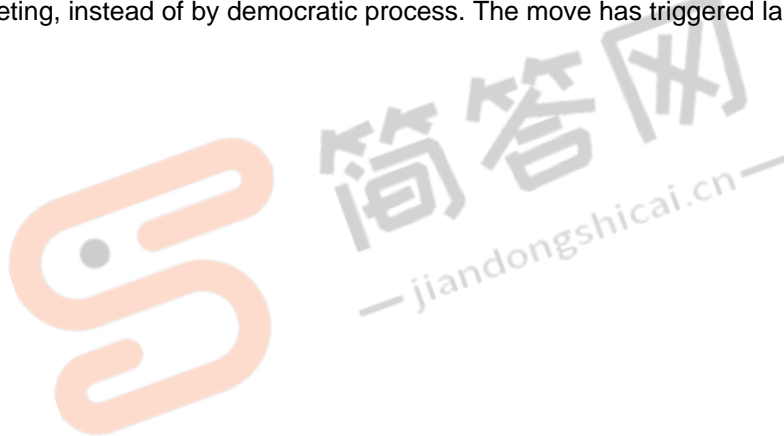 eting, instead of by democratic process. The move has triggered la
简答网
jiandongshicai.cn